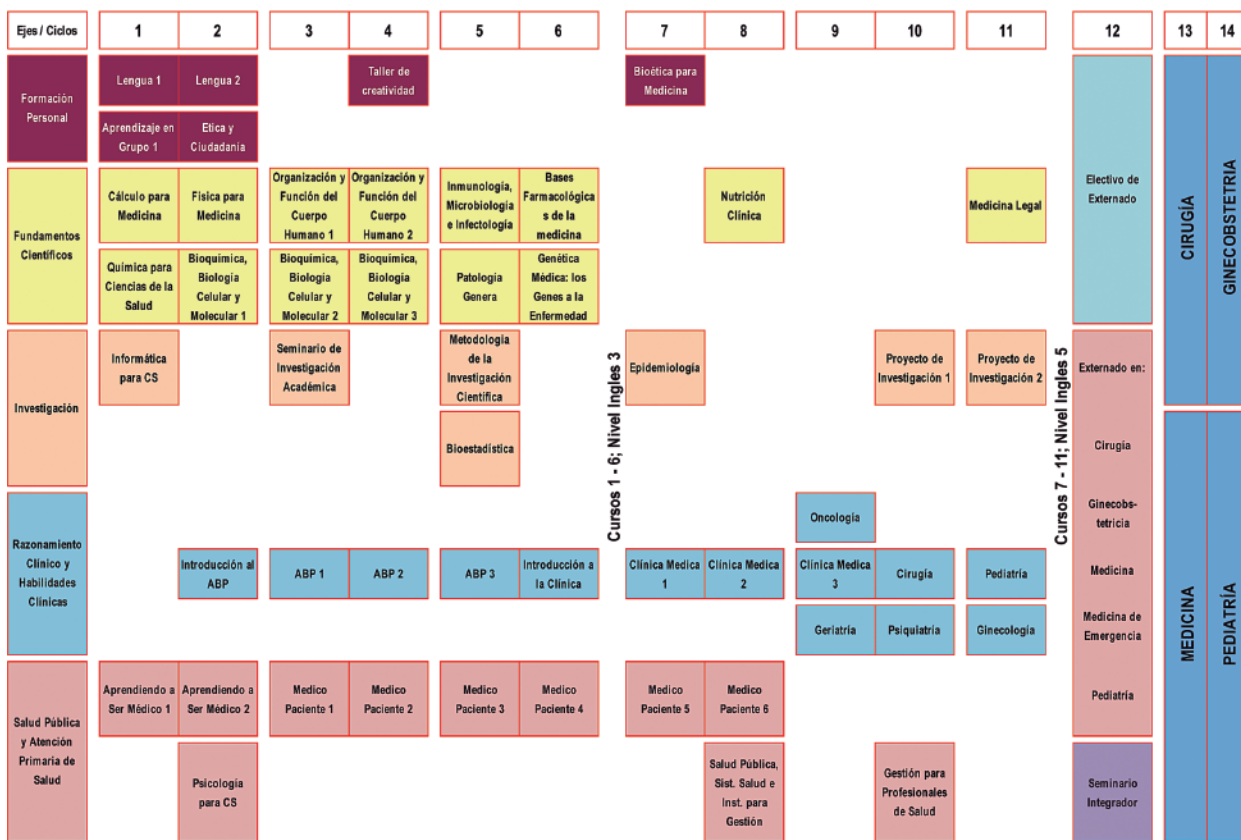 Ejes / Ciclos
1
2
3
4
5
6
7
8
9
10
11
12
13
14
Formación
Personal
Lengua 1
Lengua 2
Taller de
creatividad
Bioética para
Medicina
Aprendizaje en
Grupo 1
Etica y
Ciudadanía
Fundamentos
Científicos
Cálculo para
Medicina
Fisica para
Medicina
Organización y
Función del
Cuerpo
Humano 1
Organización y
Función del
Cuerpo
Humano 2
Inmunología,
Microbiología
e Infectología
Bases
Farmacológica
s de la
medicina
Nutrición
Clínica
Medicina Legal
Química para
Ciencias de la
Salud
Bioquímica,
Biología
Celular y
Molecular 1
Bioquímica,
Biología
Celular y
Molecular 2
Bioquímica,
Biología
Celular y
Molecular 3
Patología
Genera
Genética
Médica: los
Genes a la
Enfermedad
Electivo de
Externado
CIRUGÍA
GINECOBSTETRIA
Investigación
Informática
para CS
Seminario de
Investigación
Académica
Metodología
de la
Investigación
Científica
Epidemiología
Proyecto de
Investigación 1
Proyecto de
Investigación 2
Bioestadística
Cursos 1 - 6; Nivel Ingles 3
Cursos 7 - 11; Nivel Ingles 5
Externado en:
Cirugía
Ginecobs-
tetricia
Medicina
Medicina de
Emergencia
Pediatría
Razonamiento
Clínico y
Habilidades
Clínicas
Oncología
Introducción al
ABP
ABP 1
ABP 2
ABP 3
Introducción a
la Clínica
Clínica Medica
1
Clínica Medica
2
Clínica Medica
3
Cirugía
Pediatría
Geriatría
Psiquiatría
Ginecología
MEDICINA
PEDIATRÍA
Salud Pública
y Atención
Primaria de
Salud
Aprendiendo a
Ser Médico 1
Aprendiendo a
Ser Médico 2
Medico
Paciente 1
Medico
Paciente 2
Medico
Paciente 3
Medico
Paciente 4
Medico
Paciente 5
Medico
Paciente 6
Psicología
para CS
Salud Pública,
Sist. Salud e
Inst. para
Gestión
Gestión para
Profesionales
de Salud
Seminario
Integrador